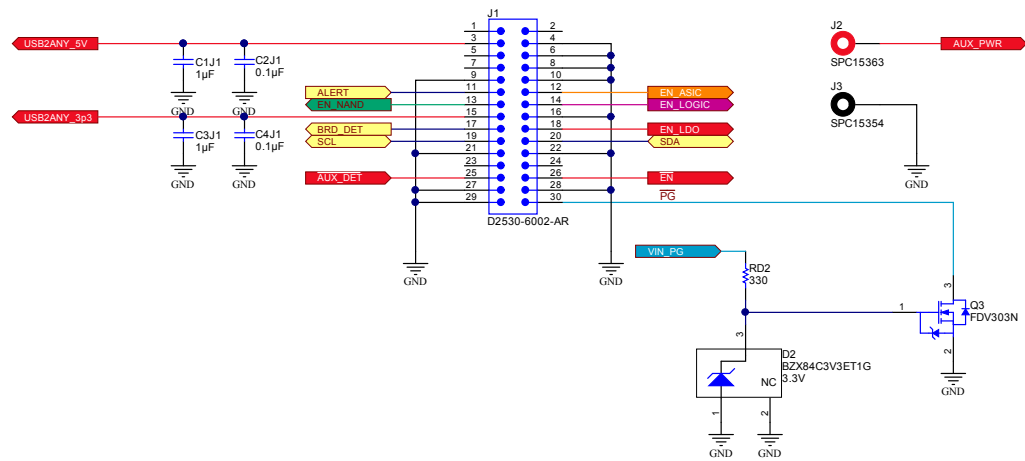 J1
J2
USB2ANY_5V
1
2
3
4
AUX_PWR
5
6
C1J1
1µF
C2J1
0.1µF
7
8
SPC15363
9
10
J3
GND
GND
ALERT
11
12
EN_ASIC
EN_NAND
13
14
EN_LOGIC
USB2ANY_3p3
15
16
SPC15354
C3J1
1µF
C4J1
0.1µF
BRD_DET
17
18
EN_LDO
SCL
19
20
SDA
21
22
23
24
GND
GND
GND
AUX_DET
25
26
EN
27
28
PG
29
30
D2530-6002-AR
VIN_PG
GND
GND
RD2
330
3
1
Q3
FDV303N
2
3
D2
BZX84C3V3ET1G
3.3V
NC
GND
1
2
GND
GND